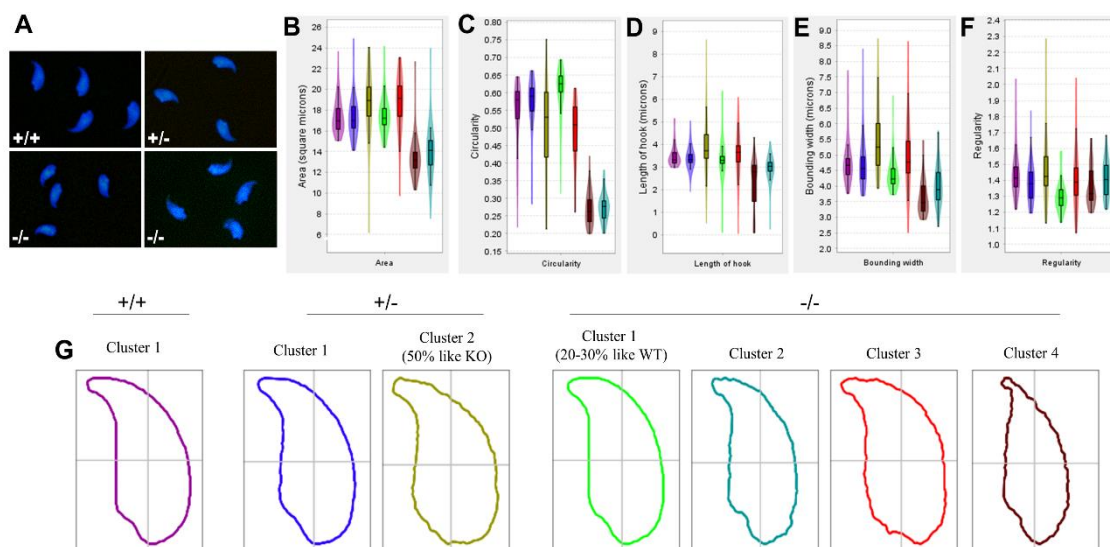 A
+/+
+/-
-/-
-/-
B
26
24
22
20
18
16
14
12
10
8
6
Area (square microns)
Area
C
0.80
0.75
0.70
0.65
0.60
0.55
0.50
0.45
0.40
0.35
0.30
0.25
0.20
Circularity
Circularity
D
9
8
7
6
5
4
3
2
1
0
Length of hook (microns)
Length of hook
E
9.0
8.5
8.0
7.5
7.0
6.5
6.0
5.5
5.0
4.5
4.0
3.5
3.0
2.5
2.0
Bounding width (microns)
Bounding width
F
2.4
2.3
2.2
2.1
2.0
1.9
1.8
1.7
1.6
1.5
1.4
1.3
1.2
1.1
1.0
Regularity
Regularity
+/+
+/-
-/-
G
Cluster 1
Cluster 1
Cluster 2
(50% like KO)
Cluster 1
(20-30% like WT)
Cluster 2
Cluster 3
Cluster 4